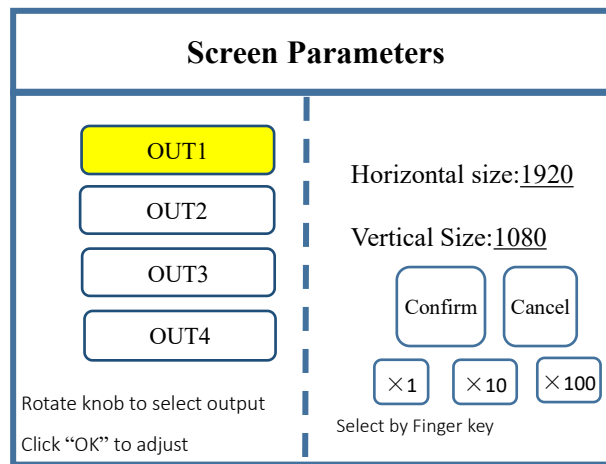 Screen Parameters
OUT1
OUT2
OUT3
OUT4
Rotate knob to select output
Click “OK” to adjust
Horizontal size:1920
Vertical Size:1080
Confirm Cancel
×1 ×10 ×100
Select by Finger key